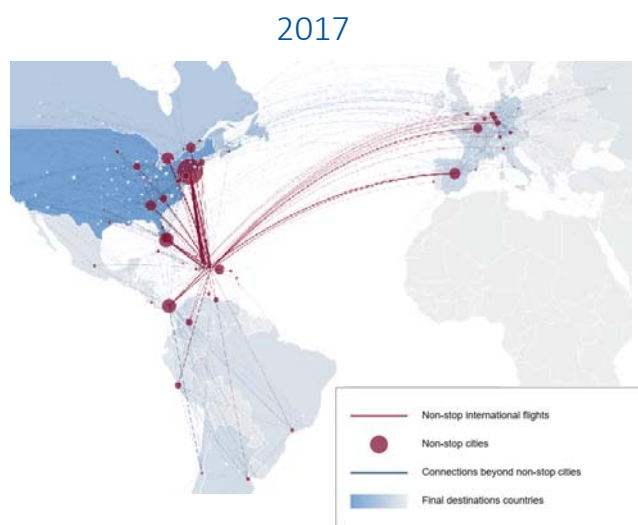 2017
Non-stop international flights
Non-stop cities
Connections beyond non-stop cities
Final destinations countries